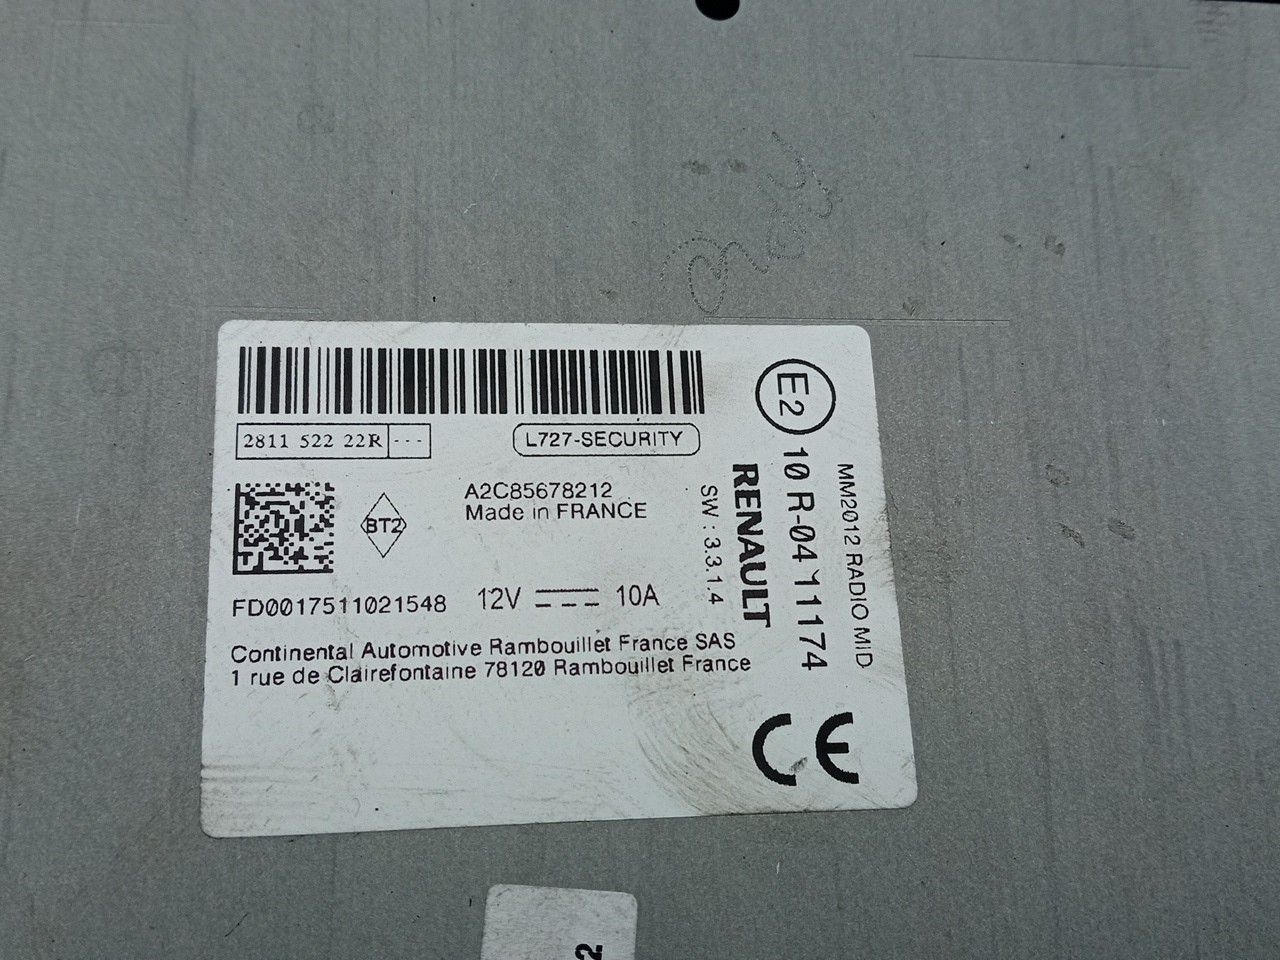 2811 522 22R ---
L727-SECURITY
A2C85678212
Made in FRANCE
BT2
FD0017511021548
12V 10A
Continental Automotive Rambouillet France SAS
1 rue de Clairefontaine 78120 Rambouillet France
SW : 3.3.1.4
RENAULT
E2
10 R-04 11174
MM2012 RADIO MID
CE
2